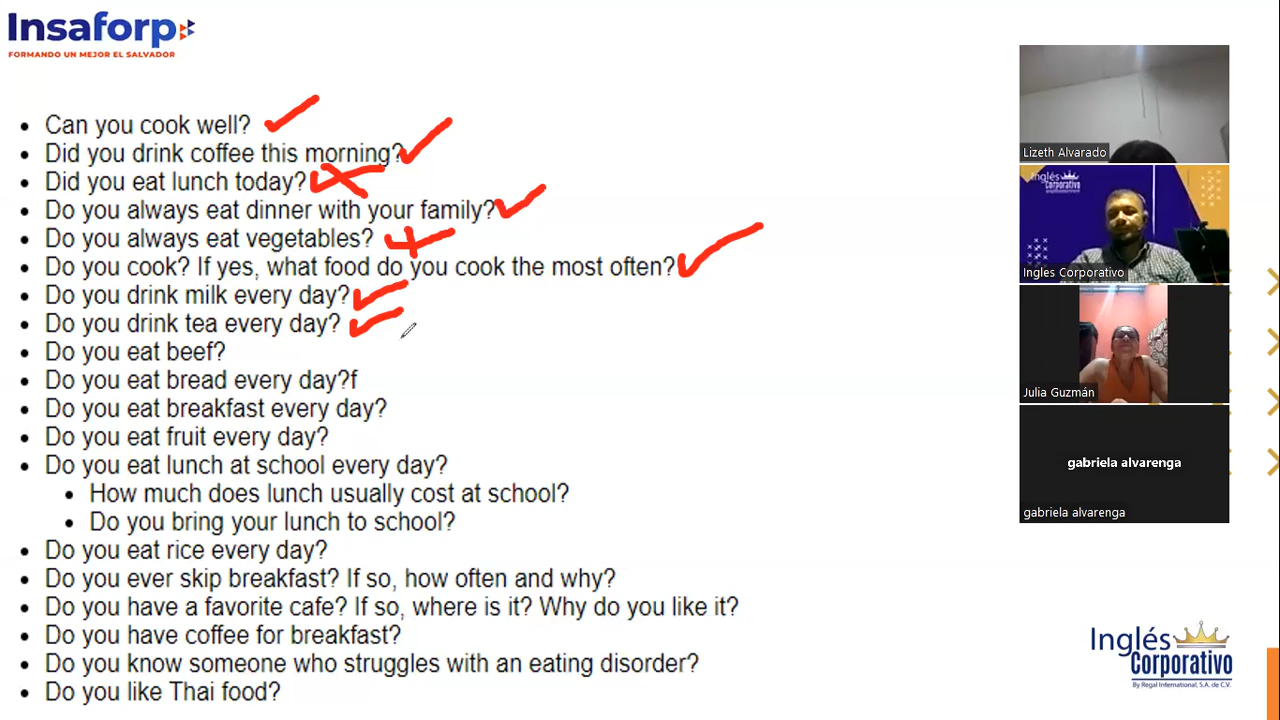 Insaforp
FORMANDO UN MEJOR EL SALVADOR
• Can you cook well?
• Did you drink coffee this morning?
• Did you eat lunch today?
• Do you always eat dinner with your family?
• Do you always eat vegetables?
• Do you cook? If yes, what food do you cook the most often?
• Do you drink milk every day?
• Do you drink tea every day?
• Do you eat beef?
• Do you eat bread every day?f
• Do you eat breakfast every day?
• Do you eat fruit every day?
• Do you eat lunch at school every day?
• How much does lunch usually cost at school?
• Do you bring your lunch to school?
• Do you eat rice every day?
• Do you ever skip breakfast? If so, how often and why?
• Do you have a favorite cafe? If so, where is it? Why do you like it?
• Do you have coffee for breakfast?
• Do you know someone who struggles with an eating disorder?
• Do you like Thai food?
Lizeth Alvarado
Inglés
Corporativo
Ingles Corporativo
Julia Guzmán
gabriela alvarenga
gabriela alvarenga
Inglés
Corporativo
By Regal International, S.A. de C.V.